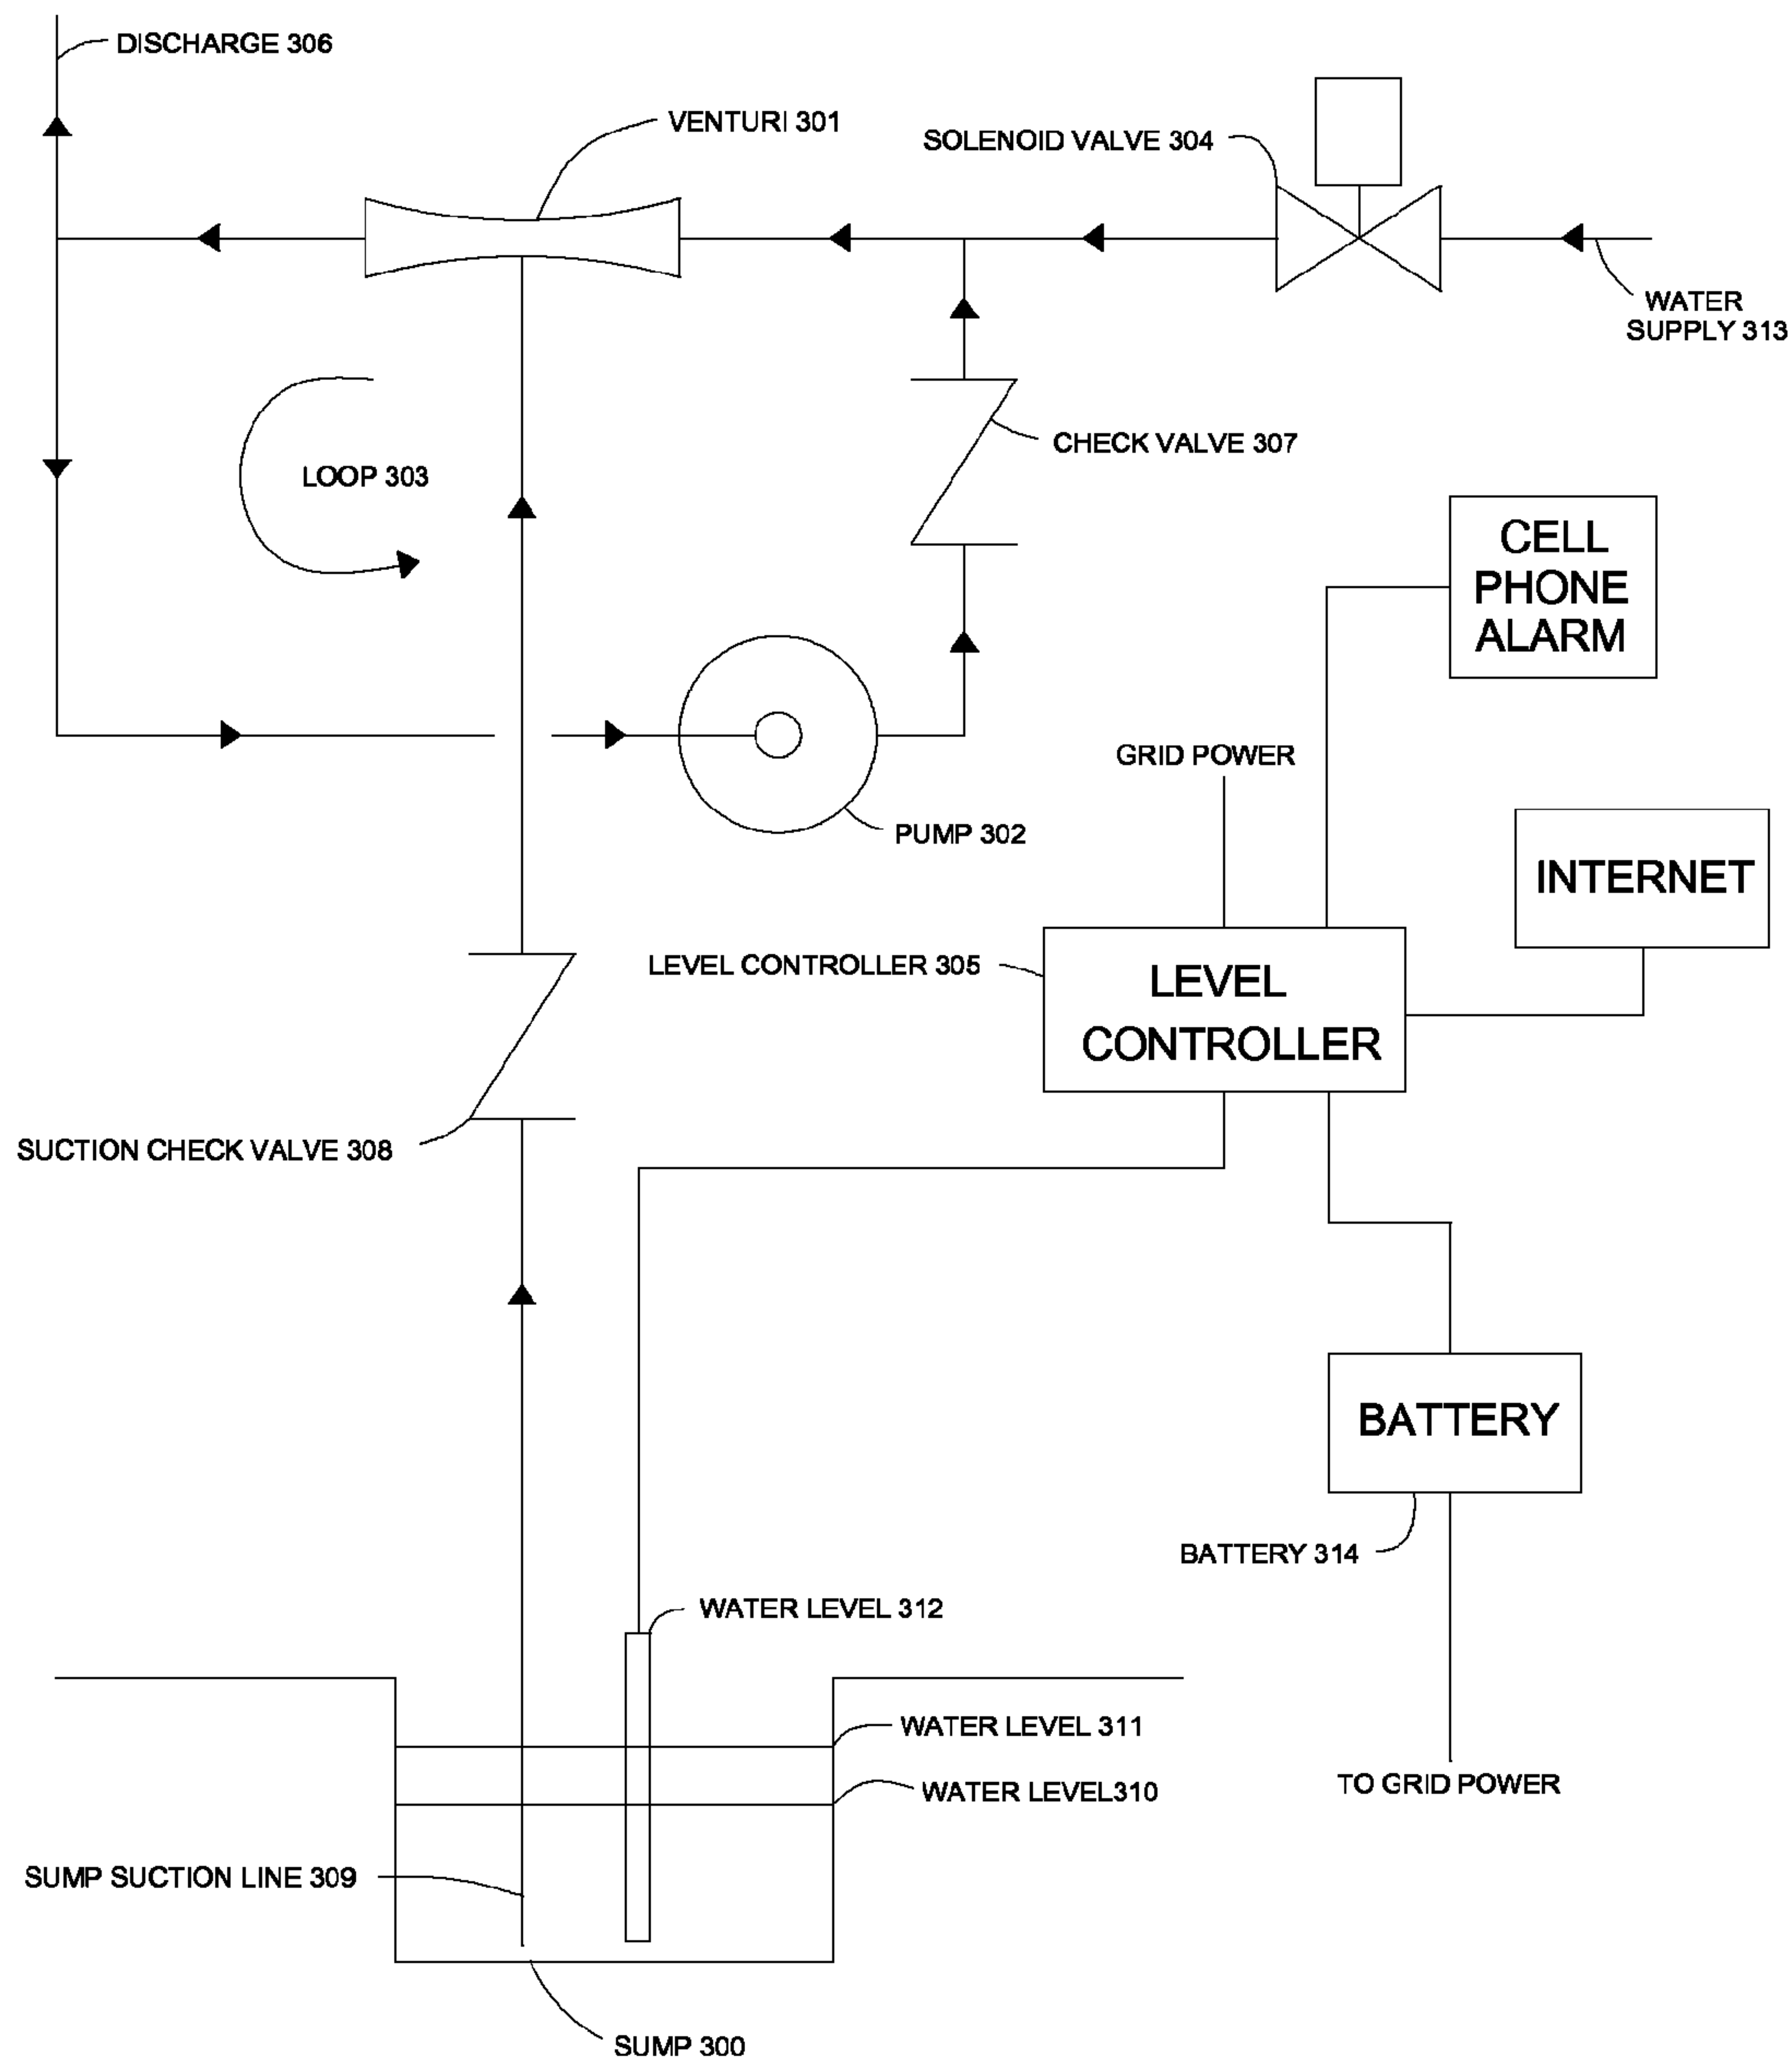 DISCHARGE 306
VENTURI 301
SOLENOID VALVE 304
WATER
SUPPLY 313
CHECK VALVE 307
LOOP 303
CELL
PHONE
ALARM
GRID POWER
PUMP 302
INTERNET
LEVEL CONTROLLER 305
LEVEL
CONTROLLER
SUCTION CHECK VALVE 308
BATTERY
BATTERY 314
WATER LEVEL 312
WATER LEVEL 311
WATER LEVEL310
TO GRID POWER
SUMP SUCTION LINE 309
SUMP 300